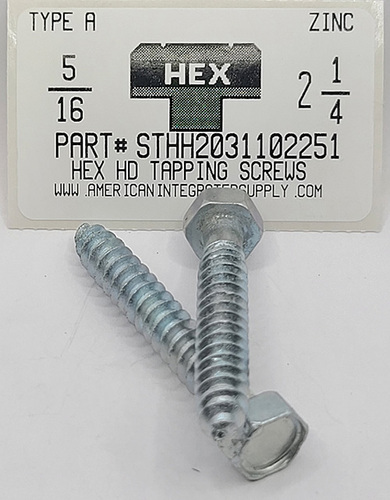 TYPE A ZINC
5/16 HEX 2 1/4
PART# STHH2031102251
HEX HD TAPPING SCREWS
WWW.AMERICANINTEGRATEDSUPPLY.COM